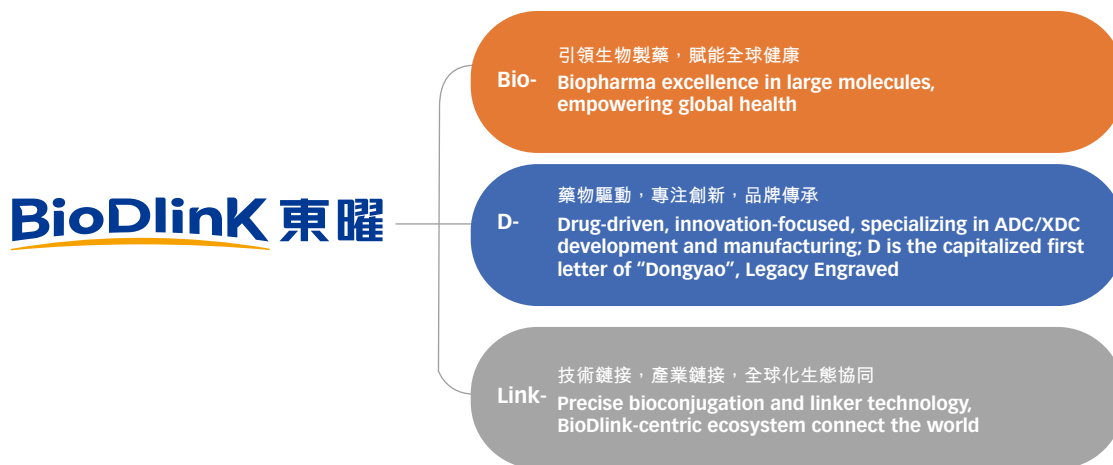 BioDlinK 東曜
Bio-
引領生物製藥，賦能全球健康
Biopharma excellence in large molecules,
empowering global health
D-
藥物驅動，專注創新，品牌傳承
Drug-driven, innovation-focused, specializing in ADC/XDC
development and manufacturing; D is the capitalized first
letter of “Dongyao”, Legacy Engraved
Link-
技術鏈接，產業鏈接，全球化生態協同
Precise bioconjugation and linker technology,
BioDlink-centric ecosystem connect the world